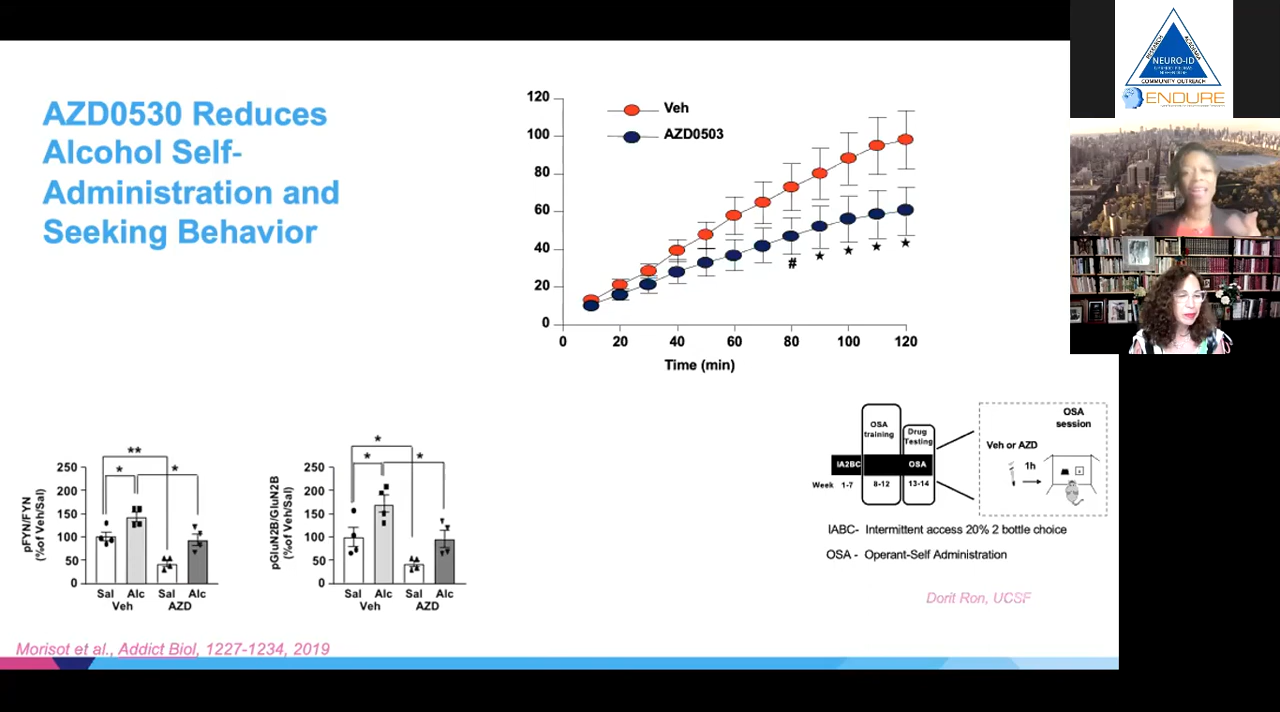 AZD0530 Reduces
Alcohol Self-
Administration and
Seeking Behavior
120
100
80
60
40
20
0
Veh
AZD0503
#
★ ★ ★ ★
0 20 40 60 80 100 120
Time (min)
NEURO-ID
COMMUNITY OUTREACH
ENDURE
pFYN/FYN
(%of Veh/Sal)
250
200
150
100
50
0
** 
* *
Sal Alc Sal Alc
Veh AZD
pGluN2B/GluN2B
(%of Veh/Sal)
250
200
150
100
50
0
*
* *
Sal Alc Sal Alc
Veh AZD
OSA
training
Drug
Testing
IA2BC
OSA
Week 1-7 8-12 13-14
OSA
session
Veh or AZD
1h
IABC- Intermittent access 20% 2 bottle choice
OSA - Operant-Self Administration
Dorit Ron, UCSF
Morisot et al., Addict Biol, 1227-1234, 2019